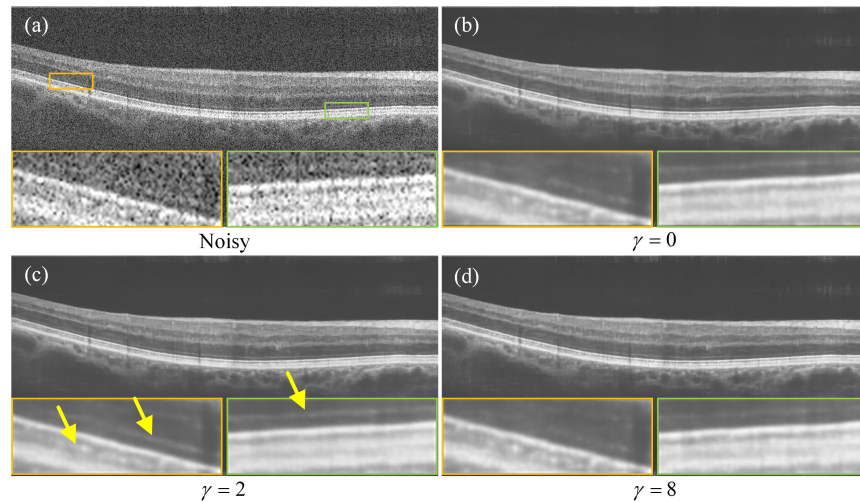 (a)
(b)
Noisy
γ = 0
(c)
(d)
γ = 2
γ = 8